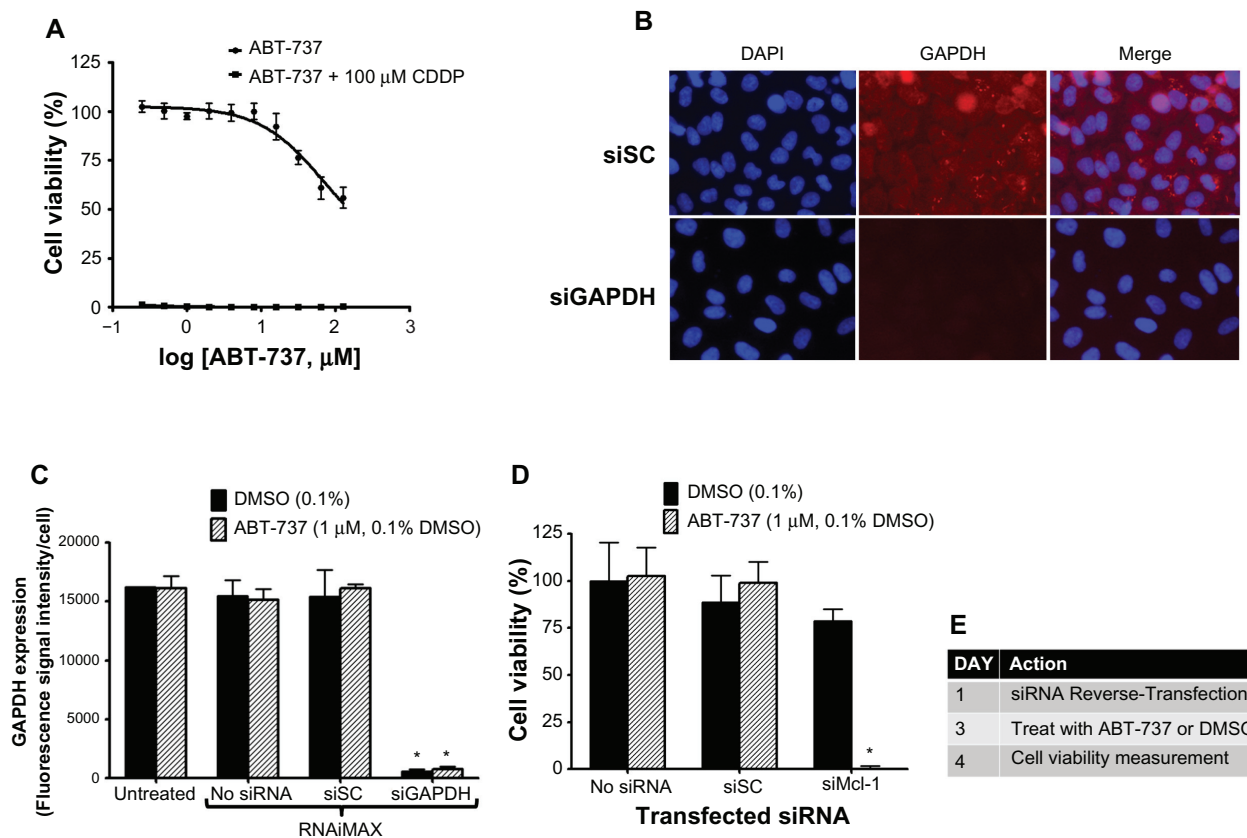 A
ABT-737
ABT-737 + 100 μM CDDP
Cell viability (%)
125
100
75
50
25
0
−1
0
1
2
3
log [ABT-737, μM]
B
DAPI
GAPDH
Merge
siSC
siGAPDH
C
DMSO (0.1%)
ABT-737 (1 μM, 0.1% DMSO)
GAPDH expression
(Fluorescence signal intensity/cell)
20000
15000
10000
5000
0
* *
Untreated No siRNA siSC siGAPDH
RNAiMAX
D
DMSO (0.1%)
ABT-737 (1 μM, 0.1% DMSO)
Cell viability (%)
125
100
75
50
25
0
*
No siRNA siSC siMcl-1
Transfected siRNA
E
DAY Action
1 siRNA Reverse-Transfection
3 Treat with ABT-737 or DMSO
4 Cell viability measurement